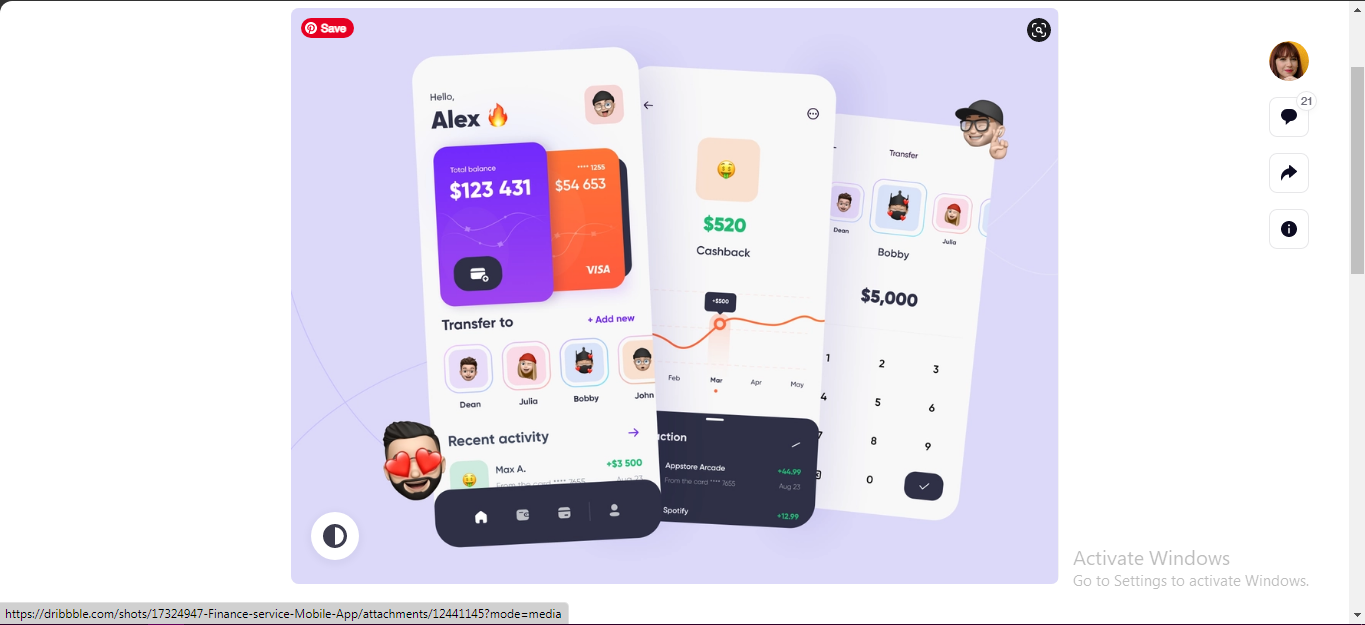 Save
21
Hello,
Alex 🔥
Total balance
$123 431
**** 1255
$54 653
VISA
Transfer to
+ Add new
Dean
Julia
Bobby
John
Recent activity
Max A.
+$3 500
From the card **** 7655
Aug 23
$520
Cashback
+$500
Feb
Mar
Apr
May
ction
Appstore Arcade
+44.99
From the card **** 7655
Aug 23
Spotify
+12.99
Transfer
Dean
Bobby
Julia
$5,000
1 2 3
4 5 6
7 8 9
0
Activate Windows
Go to Settings to activate Windows.
https://dribbble.com/shots/17324947-Finance-service-Mobile-App/attachments/12441145?mode=media